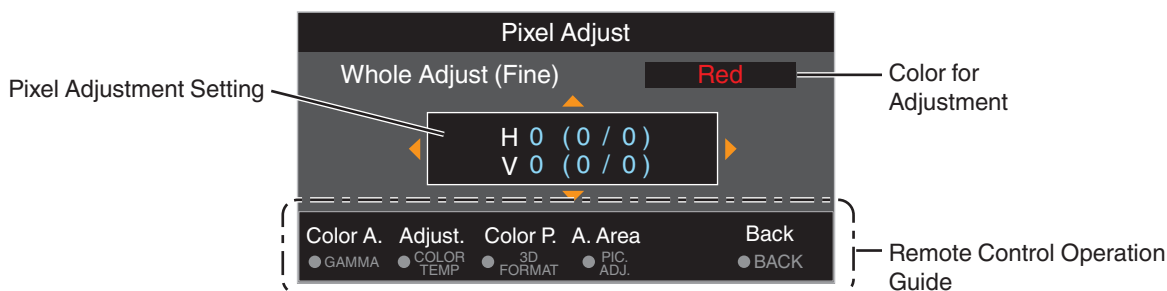 Pixel Adjust
Whole Adjust (Fine) Red
Pixel Adjustment Setting
Color for
Adjustment
H 0 (0 / 0)
V 0 (0 / 0)
Color A. Adjust. Color P. A. Area Back
GAMMA COLOR TEMP 3D FORMAT PIC. ADJ. BACK
Remote Control Operation
Guide